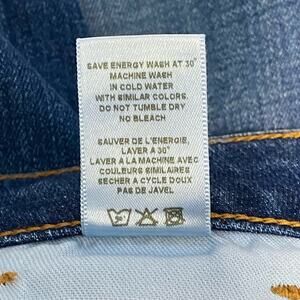 SAVE ENERGY WASH AT 30°
MACHINE WASH
IN COLD WATER
WITH SIMILAR COLORS.
DO NOT TUMBLE DRY
NO BLEACH
SAUVER DE L'ENERGIE,
LAVER A 30°
LAVER A LA MACHINE AVEC
COULEURS SIMILAIRES
SECHER A CYCLE DOUX
PAS DE JAVEL